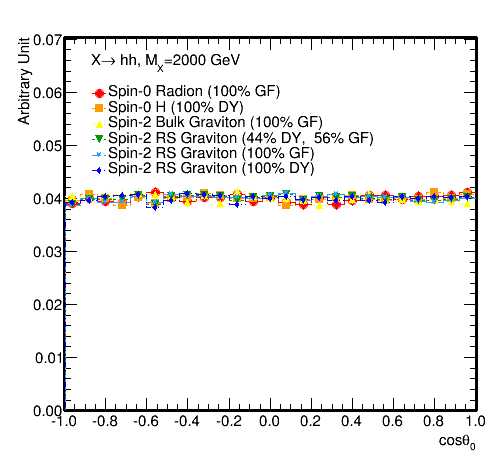 0.07
X→ hh, M_X=2000 GeV
Arbitrary Unit
0.06
Spin-0 Radion (100% GF)
Spin-0 H (100% DY)
Spin-2 Bulk Graviton (100% GF)
Spin-2 RS Graviton (44% DY, 56% GF)
Spin-2 RS Graviton (100% GF)
Spin-2 RS Graviton (100% DY)
0.05
0.04
0.03
0.02
0.01
0.00
-1.0 -0.8 -0.6 -0.4 -0.2 0.0 0.2 0.4 0.6 0.8 1.0
cosθ₀